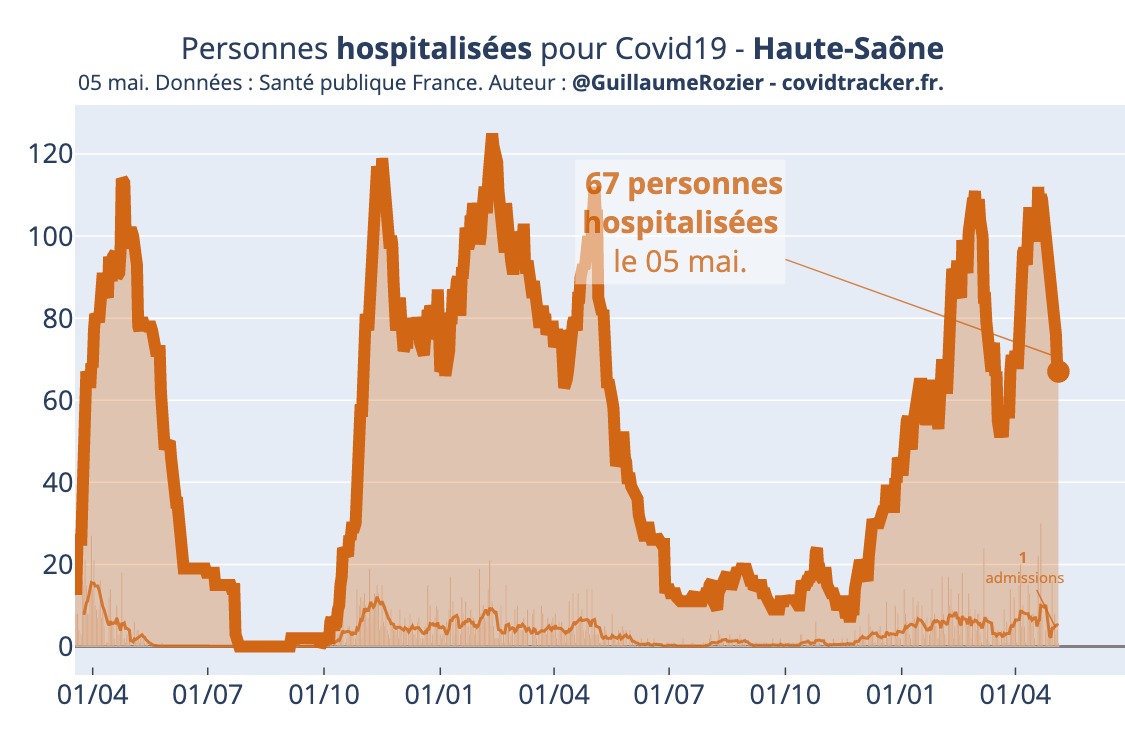 Personnes hospitalisées pour Covid19 - Haute-Saône
05 mai. Données : Santé publique France. Auteur : @GuillaumeRozier - covidtracker.fr.
120
100
80
60
40
20
0
67 personnes
hospitalisées
le 05 mai.
1
admissions
01/04
01/07
01/10
01/01
01/04
01/07
01/10
01/01
01/04